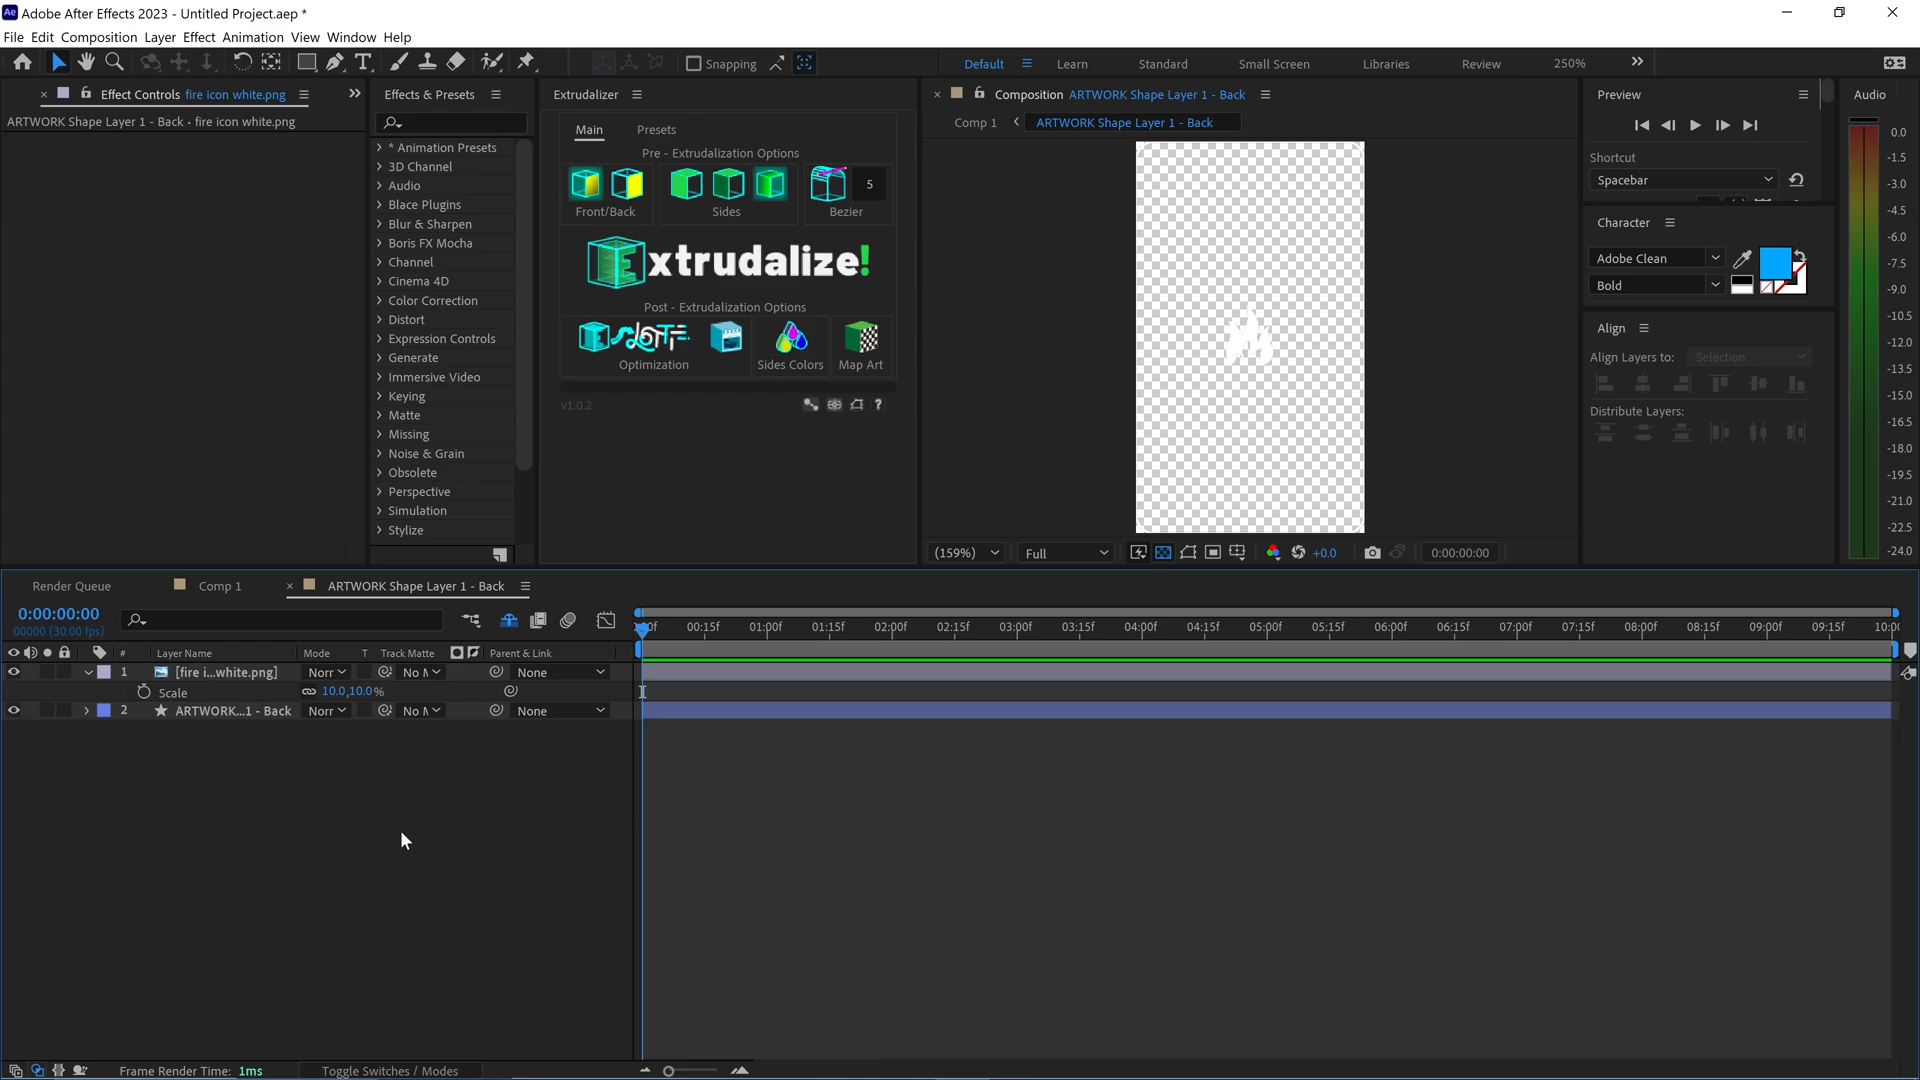 Ae Adobe After Effects 2023 - Untitled Project.aep *
File Edit Composition Layer Effect Animation View Window Help
Snapping
Default Learn Standard Small Screen Libraries Review 250%
Effect Controls fire icon white.png
ARTWORK Shape Layer 1 - Back • fire icon white.png
Effects & Presets
* Animation Presets
3D Channel
Audio
Blace Plugins
Blur & Sharpen
Boris FX Mocha
Channel
Cinema 4D
Color Correction
Distort
Expression Controls
Generate
Immersive Video
Keying
Matte
Missing
Noise & Grain
Obsolete
Perspective
Simulation
Stylize
Extrudalizer
Main Presets
Pre - Extrudalization Options
5
Front/Back Sides Bezier
Extrudalize!
Post - Extrudalization Options
Optimization Sides Colors Map Art
v1.0.2 ?
Composition ARTWORK Shape Layer 1 - Back
Comp 1 < ARTWORK Shape Layer 1 - Back
(159%) Full +0.0 0:00:00:00
Preview
Shortcut
Spacebar
Character
Adobe Clean
Bold
Align
Align Layers to: Selection
Distribute Layers:
Audio
0.0
-1.5
-3.0
-4.5
-6.0
-7.5
-9.0
-10.5
-12.0
-13.5
-15.0
-16.5
-18.0
-19.5
-21.0
-22.5
-24.0
Render Queue Comp 1 ARTWORK Shape Layer 1 - Back
0:00:00:00
00000 (30.00 fps)
00:15f 01:00f 01:15f 02:00f 02:15f 03:00f 03:15f 04:00f 04:15f 05:00f 05:15f 06:00f 06:15f 07:00f 07:15f 08:00f 08:15f 09:00f 09:15f 10:0
# Layer Name Mode T Track Matte Parent & Link
1 [fire i...white.png] Norr No M None
Scale 10.0,10.0%
2 ARTWORK...1 - Back Norr No M None
Frame Render Time: 1ms Toggle Switches / Modes